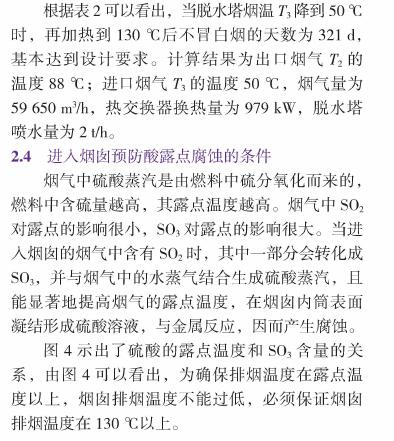 根据表 2 可以看出，当脱水塔烟温 T₃ 降到 50 ℃
时，再加热到 130 ℃后不冒白烟的天数为 321 d，
基本达到设计要求。计算结果为出口烟气 T₂ 的
温度 88 ℃；进口烟气 T₃ 的温度 50 ℃，烟气量为
59 650 m³/h，热交换器换热量为 979 kW，脱水塔
喷水量为 2 t/h。
2.4 进入烟囱预防酸露点腐蚀的条件
烟气中硫酸蒸汽是由燃料中硫分氧化而来的，
燃料中含硫量越高，其露点温度越高。烟气中 SO₂
对露点的影响很小，SO₃ 对露点的影响很大。当进
入烟囱的烟气中含有 SO₂ 时，其中一部分会转化成
SO₃，并与烟气中的水蒸气结合生成硫酸蒸汽，且
能显著地提高烟气的露点温度，在烟囱内筒表面
凝结形成硫酸溶液，与金属反应，因而产生腐蚀。
图 4 示出了硫酸的露点温度和 SO₃ 含量的关
系，由图 4 可以看出，为确保排烟温度在露点温
度以上，烟囱排烟温度不能过低，必须保证烟囱
排烟温度在 130 ℃以上。